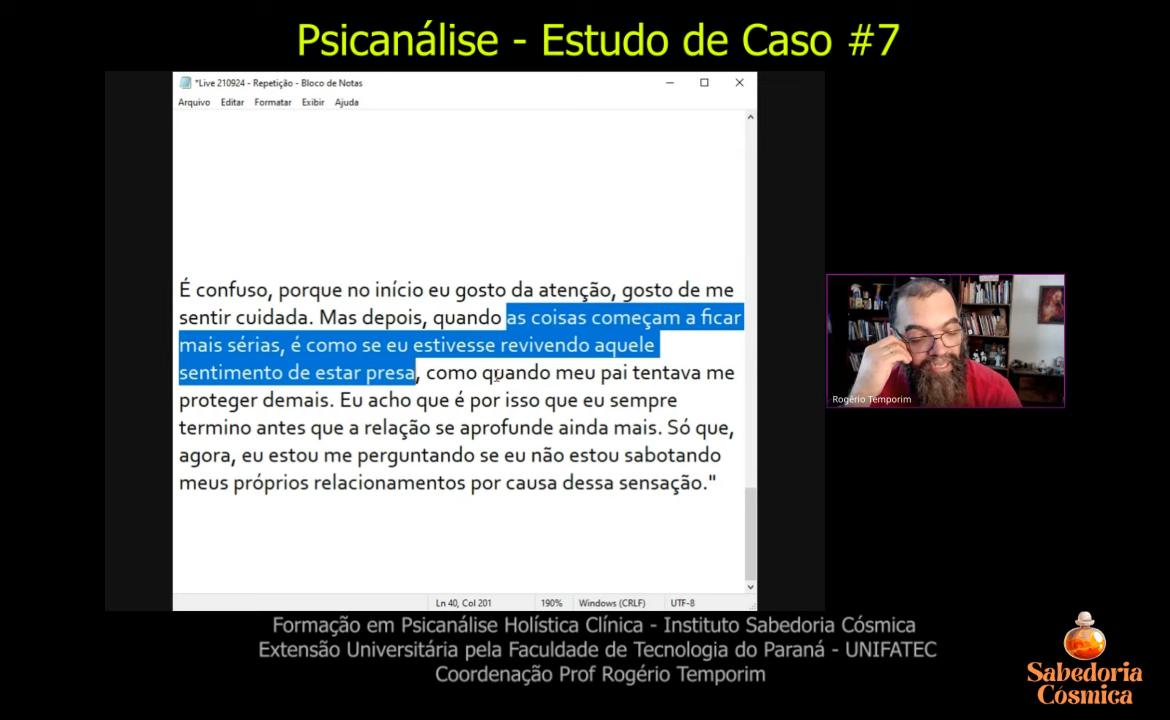 Psicanálise - Estudo de Caso #7
*Live 210924 - Repetição - Bloco de Notas
Arquivo Editar Formatar Exibir Ajuda
É confuso, porque no início eu gosto da atenção, gosto de me
sentir cuidada. Mas depois, quando as coisas começam a ficar
mais sérias, é como se eu estivesse revivendo aquele
sentimento de estar presa, como quando meu pai tentava me
proteger demais. Eu acho que é por isso que eu sempre
termino antes que a relação se aprofunde ainda mais. Só que,
agora, eu estou me perguntando se eu não estou sabotando
meus próprios relacionamentos por causa dessa sensação."
Ln 40, Col 201 190% Windows (CRLF) UTF-8
Rogério Temporim
Formação em Psicanálise Holística Clínica - Instituto Sabedoria Cósmica
Extensão Universitária pela Faculdade de Tecnologia do Paraná - UNIFATEC
Coordenação Prof Rogério Temporim
Sabedoria
Cósmica